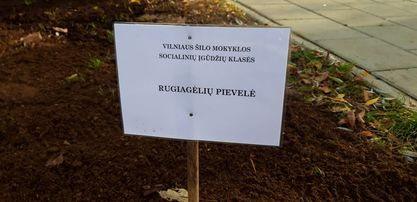 VILNIAUS ŠILO MOKYKLOS
SOCIALINIŲ ĮGŪDŽIŲ KLASĖS
RUGIAGĖLIŲ PIEVELĖ